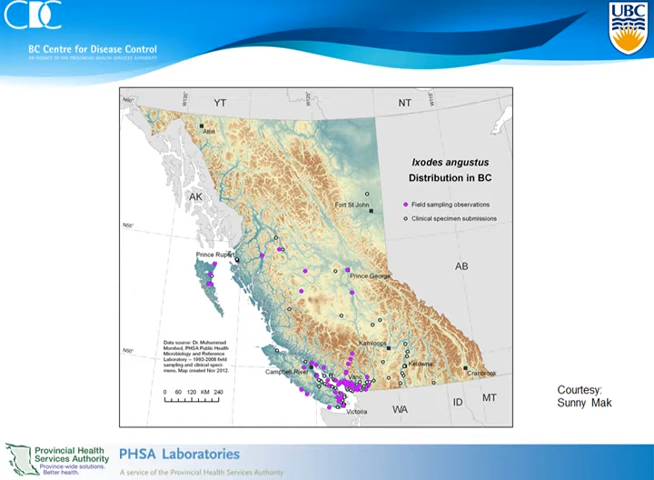 CDC
UBC
BC Centre for Disease Control
AN AGENCY OF THE PROVINCIAL HEALTH SERVICES AUTHORITY
YT
NT
Atlin
Ixodes angustus
Distribution in BC
Field sampling observations
Clinical specimen submissions
Fort St John
AK
N55°
AB
Prince Rupert
Prince George
Data source: Dr. Muhammad
Morshed, PHSA Public Health
Microbiology and Reference
Laboratory – 1993-2008 field
sampling and clinical speci-
mens. Map created Nov 2012.
N50°
Kamloops
Kelowna
Cranbrook
Campbell River
Vanc
0 60 120 KM 240
Victoria
WA
ID
MT
Courtesy:
Sunny Mak
Provincial Health
Services Authority
Province-wide solutions.
Better health.
PHSA Laboratories
A service of the Provincial Health Services Authority